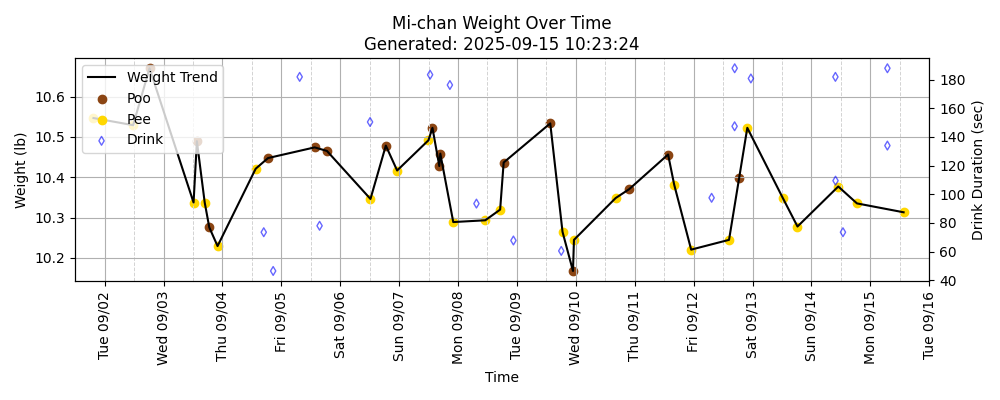 Mi-chan Weight Over Time
Generated: 2025-09-15 10:23:24
Weight Trend
Poo
Pee
Drink
Weight (lb)
10.6
10.5
10.4
10.3
10.2
Drink Duration (sec)
180
160
140
120
100
80
60
40
Tue 09/02
Wed 09/03
Thu 09/04
Fri 09/05
Sat 09/06
Sun 09/07
Mon 09/08
Tue 09/09
Wed 09/10
Thu 09/11
Fri 09/12
Sat 09/13
Sun 09/14
Mon 09/15
Tue 09/16
Time